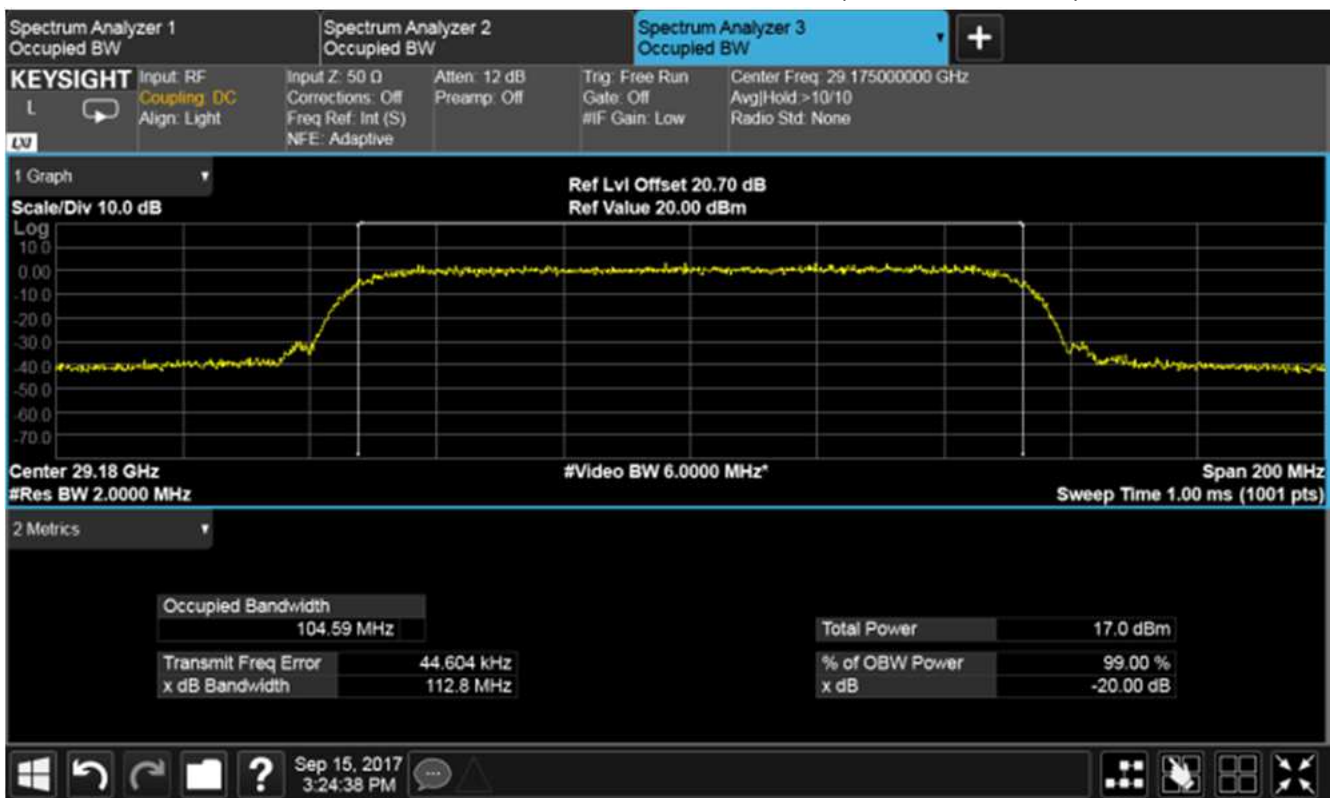 Spectrum Analyzer 1
Occupied BW
Spectrum Analyzer 2
Occupied BW
Spectrum Analyzer 3
Occupied BW
KEYSIGHT
L
LXI
Input: RF
Coupling: DC
Align: Light
Input Z: 50 Ω
Corrections: Off
Freq Ref: Int (S)
NFE: Adaptive
Atten: 12 dB
Preamp: Off
Trig: Free Run
Gate: Off
#IF Gain: Low
Center Freq: 29.175000000 GHz
Avg|Hold:>10/10
Radio Std: None
1 Graph
Scale/Div 10.0 dB
Ref Lvl Offset 20.70 dB
Ref Value 20.00 dBm
Log
10.0
0.00
-10.0
-20.0
-30.0
-40.0
-50.0
-60.0
-70.0
Center 29.18 GHz
#Video BW 6.0000 MHz*
Span 200 MHz
#Res BW 2.0000 MHz
Sweep Time 1.00 ms (1001 pts)
2 Metrics
Occupied Bandwidth
104.59 MHz
Total Power 17.0 dBm
Transmit Freq Error 44.604 kHz
% of OBW Power 99.00 %
x dB Bandwidth 112.8 MHz
x dB -20.00 dB
?
Sep 15, 2017
3:24:38 PM